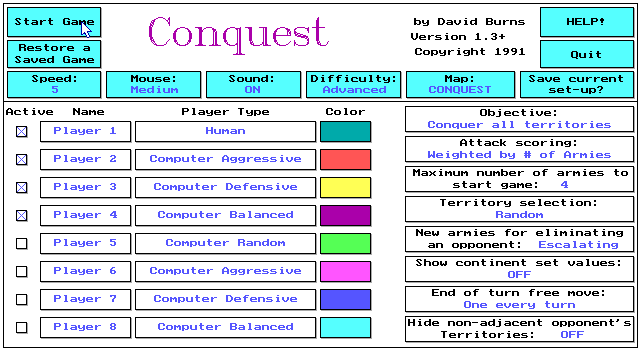 Start Game
Restore a
Saved Game
Conquest
by David Burns
Version 1.3+
Copyright 1991
HELP!
Quit
Speed:
5
Mouse:
Medium
Sound:
ON
Difficulty:
Advanced
Map:
CONQUEST
Save current
set-up?
Active Name Player Type Color
Player 1 Human
Player 2 Computer Aggressive
Player 3 Computer Defensive
Player 4 Computer Balanced
Player 5 Computer Random
Player 6 Computer Aggressive
Player 7 Computer Defensive
Player 8 Computer Balanced
Objective:
Conquer all territories
Attack scoring:
Weighted by # of Armies
Maximum number of armies to
start game: 4
Territory selection:
Random
New armies for eliminating
an opponent: Escalating
Show continent set values:
OFF
End of turn free move:
One every turn
Hide non-adjacent opponent's
Territories: OFF